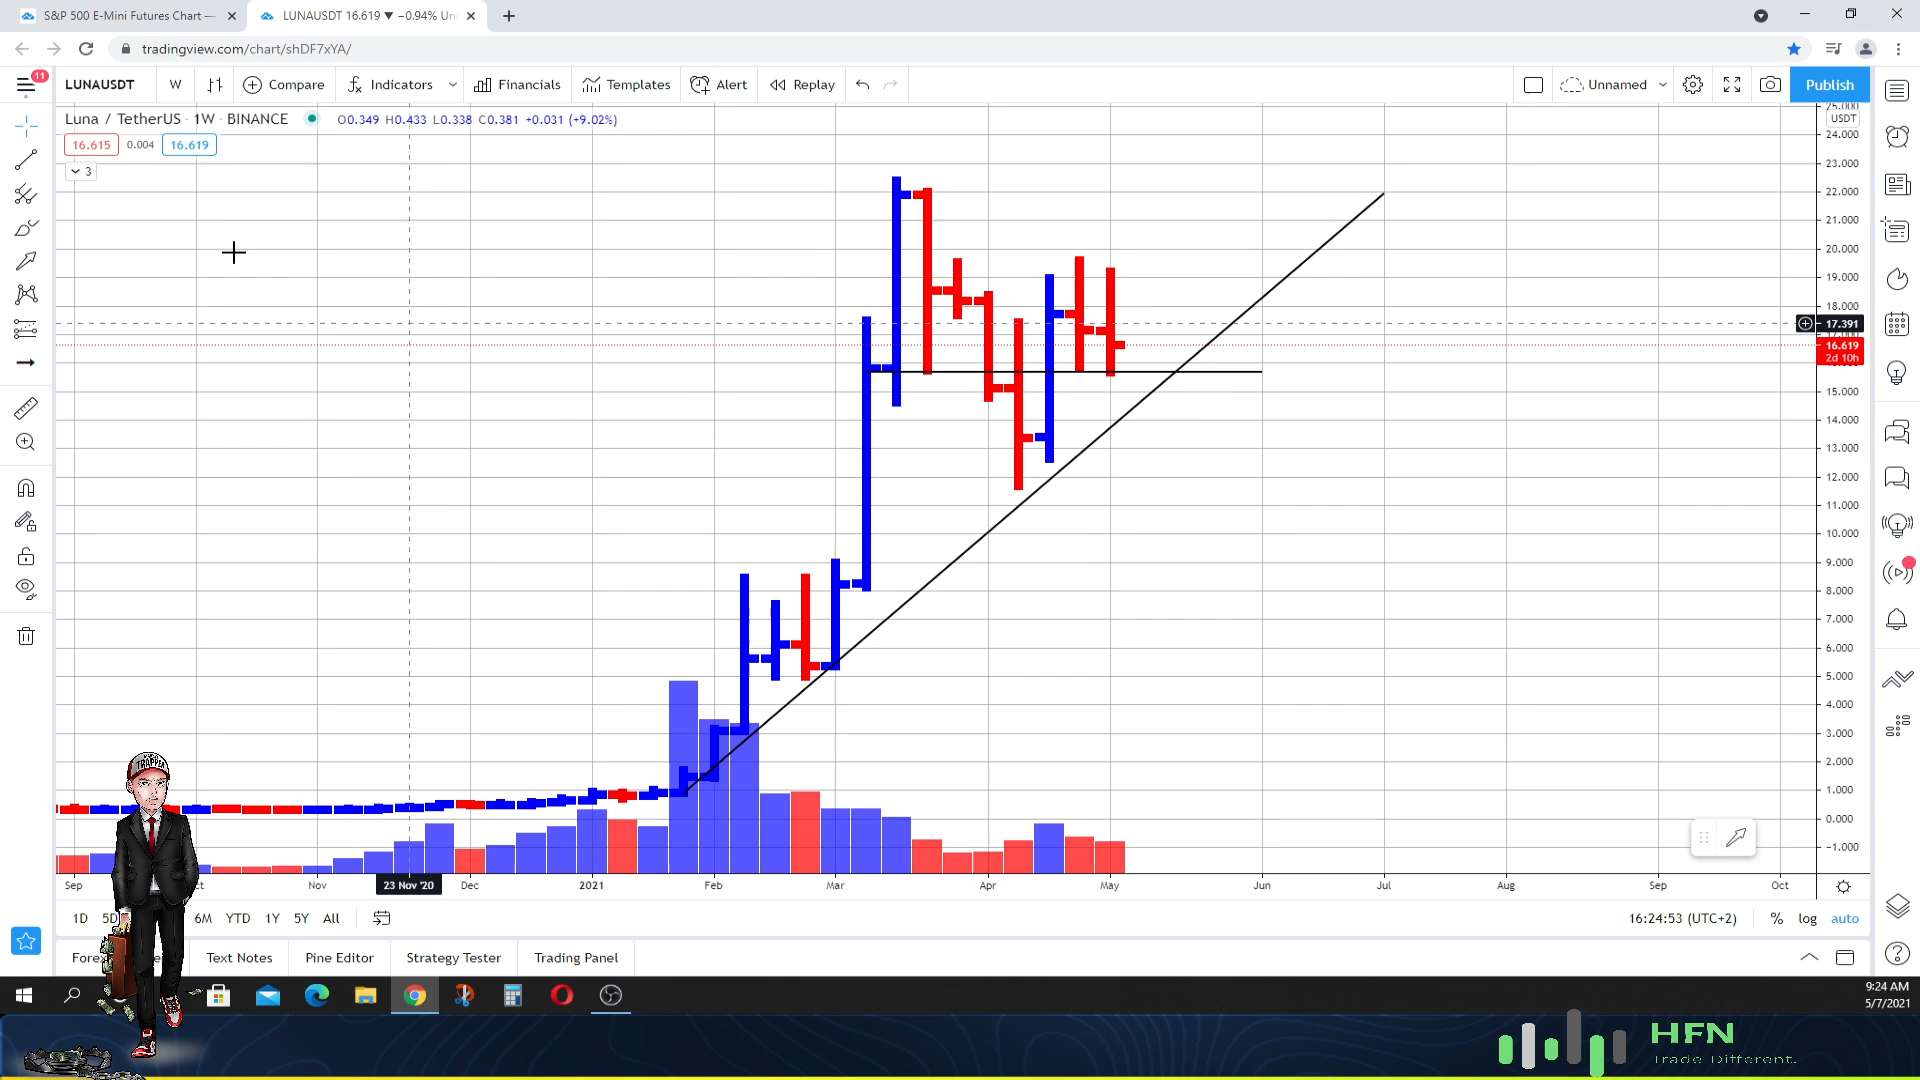 S&P 500 E-Mini Futures Chart —
LUNAUSDT 16.619 ▼ −0.94% Un
tradingview.com/chart/shDF7xYA/
11
LUNAUSDT
W
Compare
Indicators
Financials
Templates
Alert
Replay
Unnamed
Publish
Luna / TetherUS · 1W · BINANCE
O0.349 H0.433 L0.338 C0.381 +0.031 (+9.02%)
16.615
0.004
16.619
3
25.000
USDT
24.000
23.000
22.000
21.000
20.000
19.000
18.000
17.391
16.619
2d 10h
15.000
14.000
13.000
12.000
11.000
10.000
9.000
8.000
7.000
6.000
5.000
4.000
3.000
2.000
1.000
0.000
−1.000
Sep
ct
Nov
23 Nov '20
Dec
2021
Feb
Mar
Apr
May
Jun
Jul
Aug
Sep
Oct
1D
5D
6M
YTD
1Y
5Y
All
16:24:53 (UTC+2)
%
log
auto
Text Notes
Pine Editor
Strategy Tester
Trading Panel
9:24 AM
5/7/2021
TRAPPER
HFN
Trade Different.